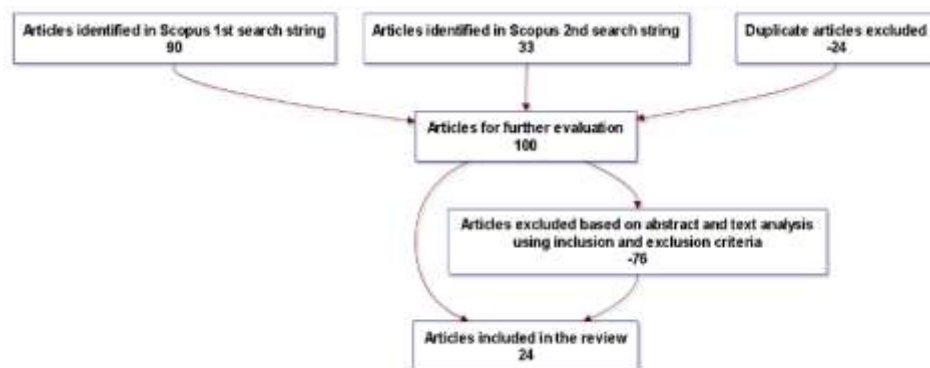 Articles identified in Scopus 1st search string
90
Articles identified in Scopus 2nd search string
33
Duplicate articles excluded
-24
Articles for further evaluation
100
Articles excluded based on abstract and text analysis
using inclusion and exclusion criteria
-76
Articles included in the review
24